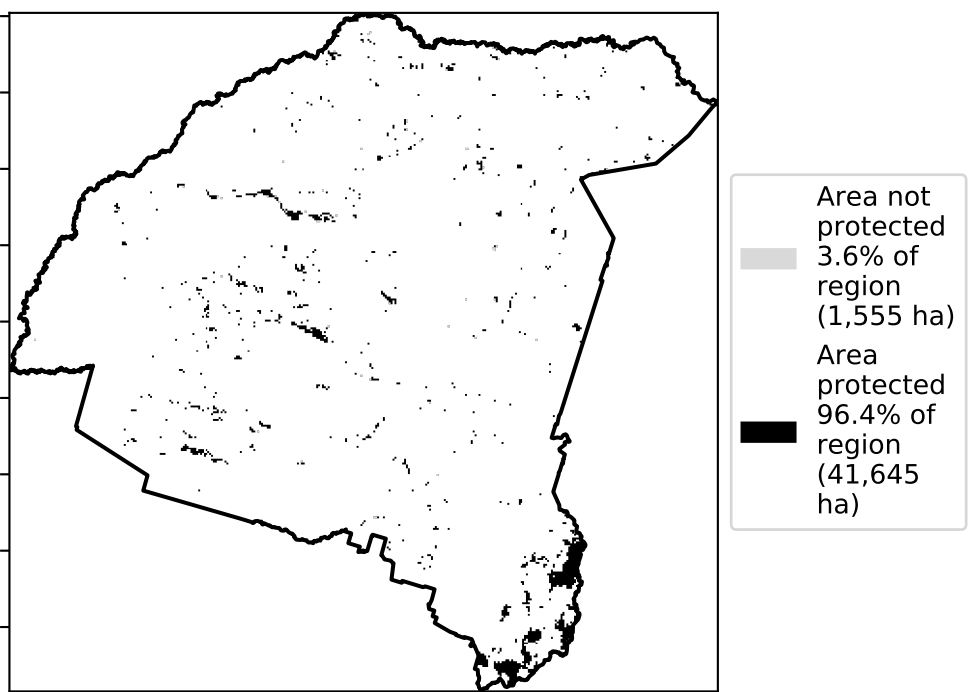 Area not
protected
3.6% of
region
(1,555 ha)
Area
protected
96.4% of
region
(41,645
ha)